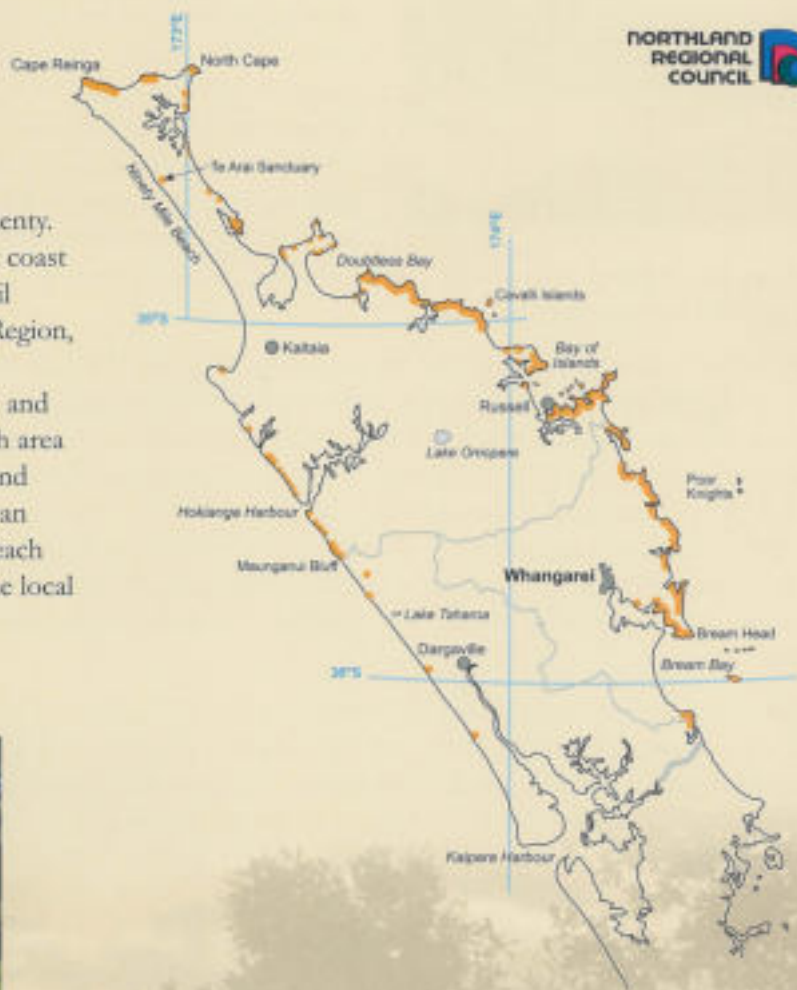 NORTHLAND
REGIONAL
COUNCIL
Cape Reinga
173°E
North Cape
Te Arai Sanctuary
Ninety Mile Beach
enty.
coast
il
Region,
and
h area
nd
an
each
e local
Doubtless Bay
174°E
Cavalli Islands
35°S
Kaitaia
Bay of
Islands
Russell
Lake Omapere
Poor
Knights
Hokianga Harbour
Maunganui Bluff
Whangarei
Lake Taharoa
Bream Head
Dargaville
Bream Bay
36°S
Kaipara Harbour